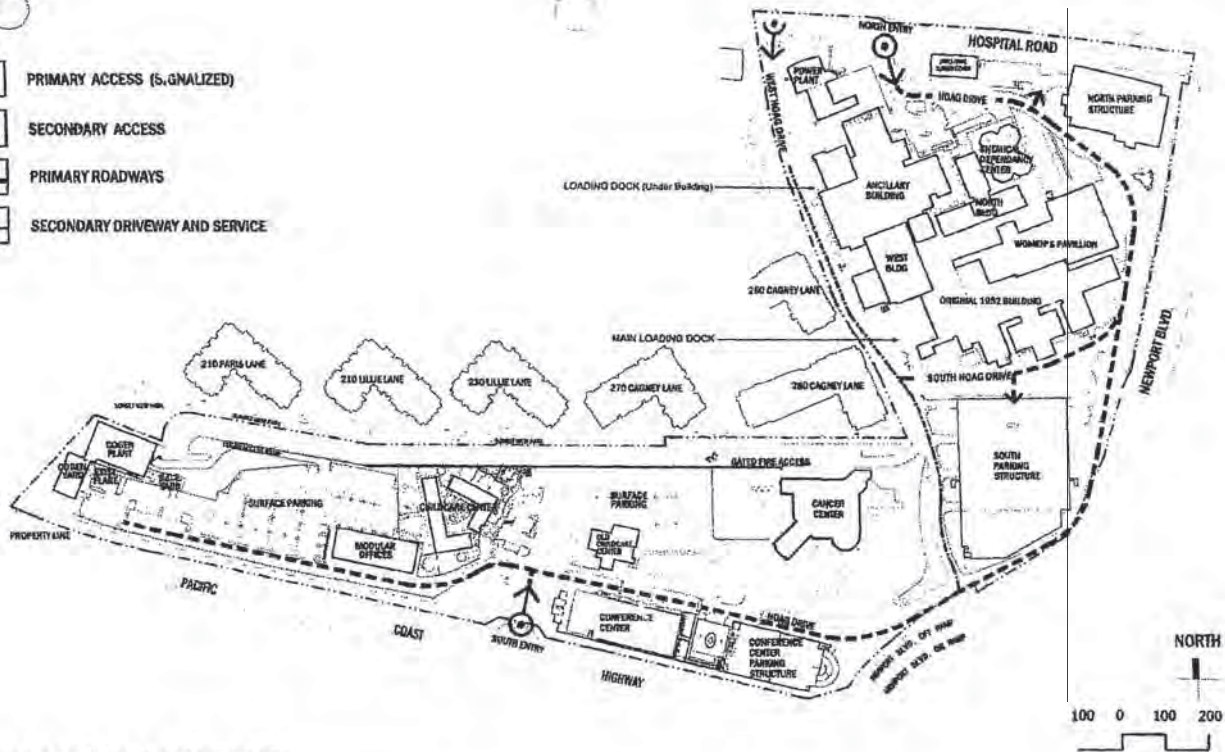 PRIMARY ACCESS (S.GNALIZED)
SECONDARY ACCESS
PRIMARY ROADWAYS
SECONDARY DRIVEWAY AND SERVICE
NORTH ENTRY
HOSPITAL ROAD
WEST HOAG DRIVE
POWER
PLANT
HOAG DRIVE
NORTH PARKING
STRUCTURE
CHEMICAL
DEPENDANCY
CENTER
LOADING DOCK (Under Building)
ANCILLARY
BUILDING
NORTH
BLDG
WOMEN'S PAVILLION
WEST
BLDG
260 CAGNEY LANE
ORIGINAL 1952 BUILDING
MAIN LOADING DOCK
NEWPORT BLVD.
210 PARIS LANE
210 LILLIE LANE
230 LILLIE LANE
270 CAGNEY LANE
280 CAGNEY LANE
SOUTH HOAG DRIVE
COGEN
PLANT
GATED FIRE ACCESS
SOUTH
PARKING
STRUCTURE
SURFACE PARKING
CHILDCARE CENTER
SURFACE
PARKING
CANCER
CENTER
PROPERTY LINE
MODULAR
OFFICES
OLD
CHILDCARE
CENTER
PACIFIC
COAST
HIGHWAY
SOUTH ENTRY
CONFERENCE
CENTER
HOAG DRIVE
CONFERENCE
CENTER
PARKING
STRUCTURE
NEWPORT BLVD. OFF RAMP
NEWPORT BLVD. ON RAMP
NORTH
100 0 100 200